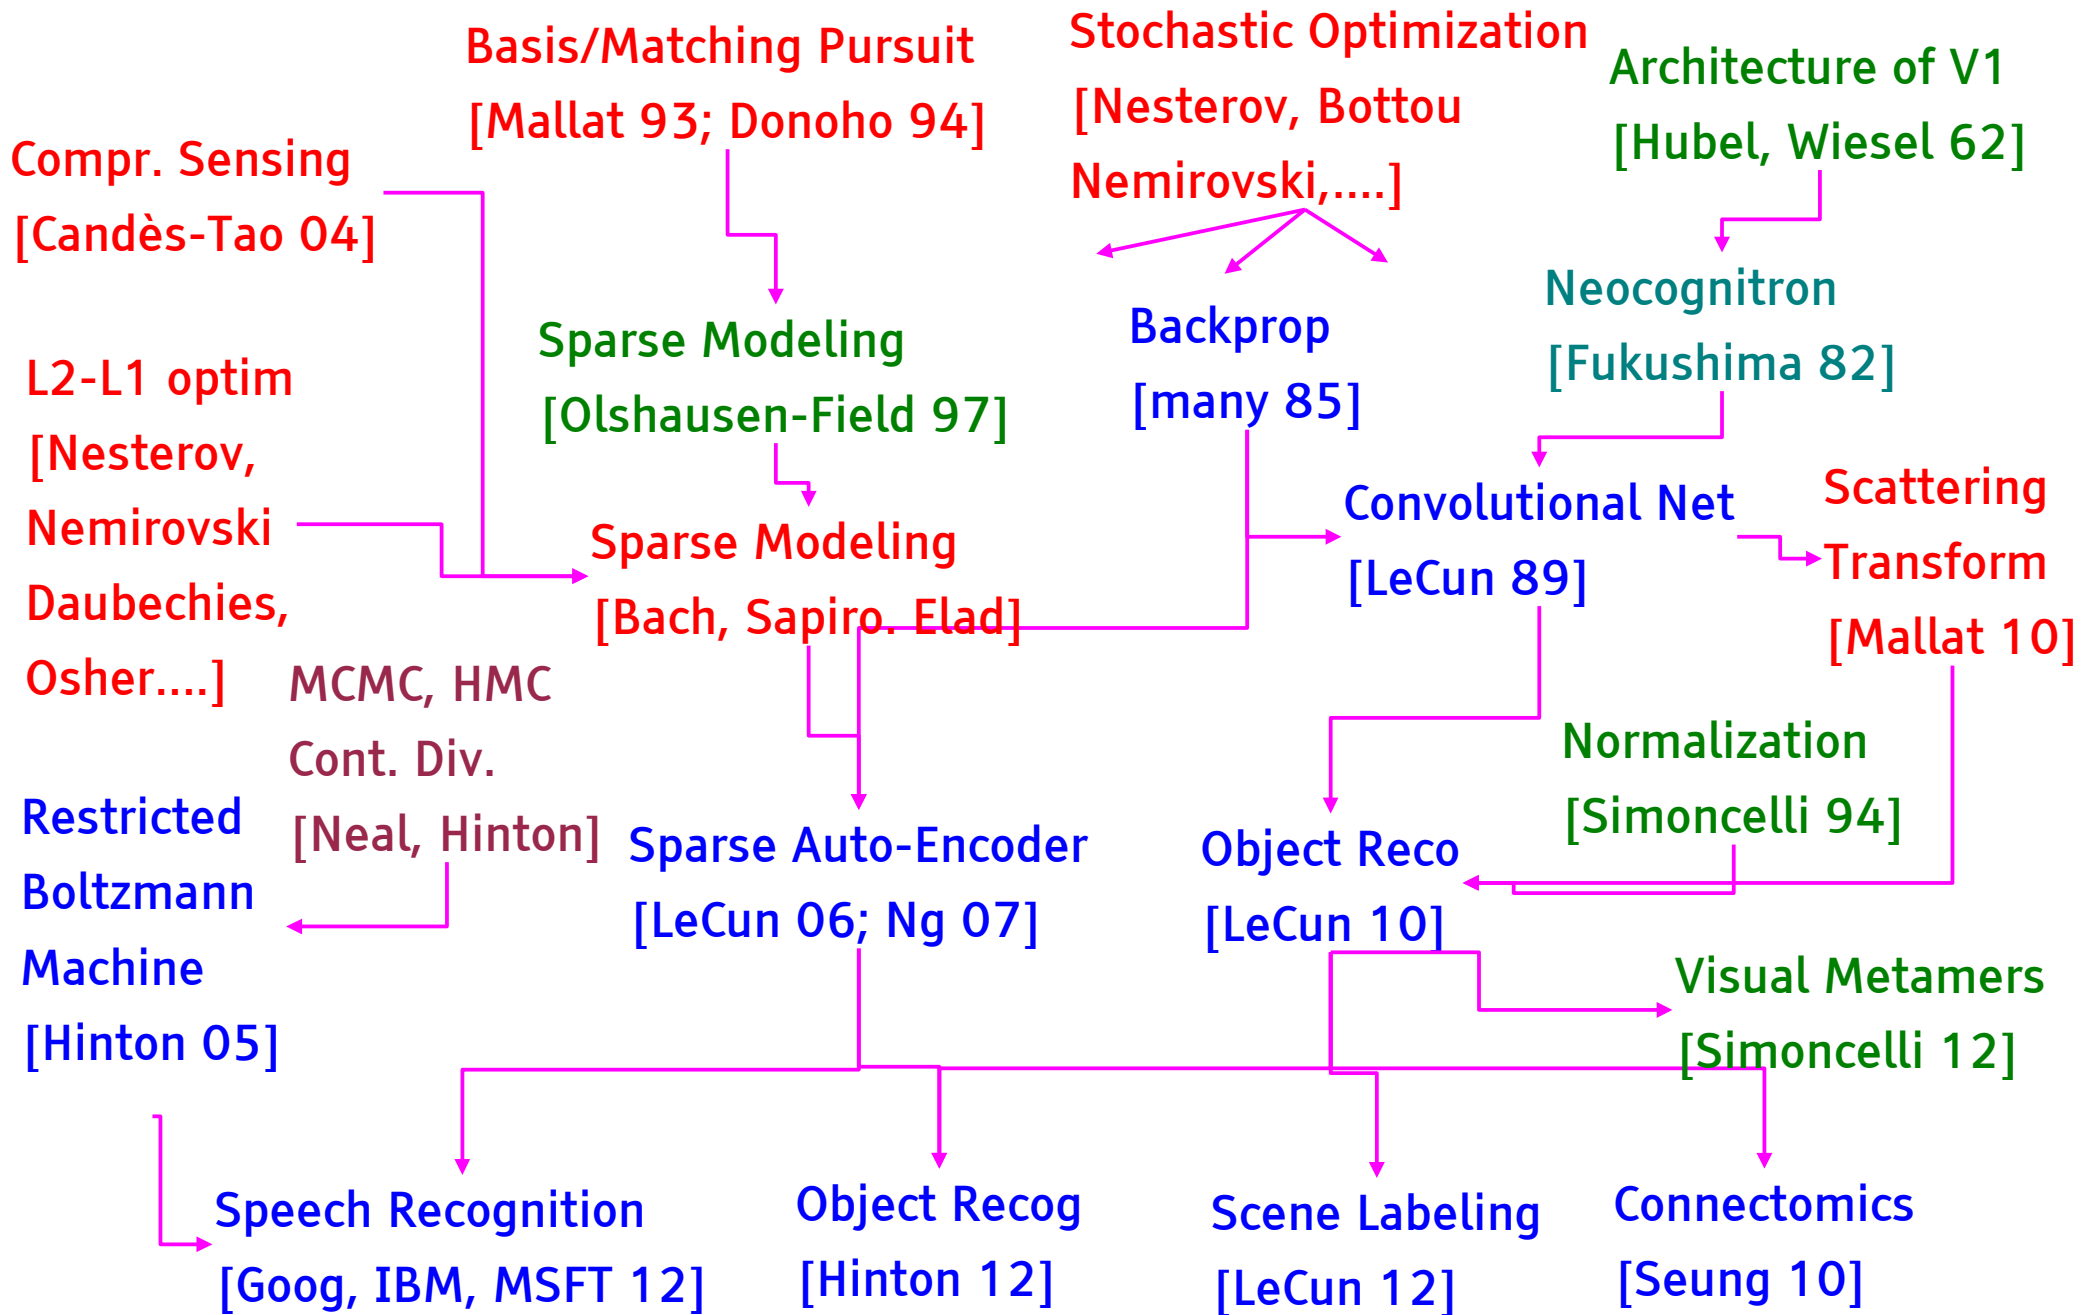 Basis/Matching Pursuit
[Mallat 93; Donoho 94]
Stochastic Optimization
[Nesterov, Bottou
Nemirovski,....]
Architecture of V1
[Hubel, Wiesel 62]
Compr. Sensing
[Candès-Tao 04]
Neocognitron
[Fukushima 82]
Sparse Modeling
[Olshausen-Field 97]
Backprop
[many 85]
L2-L1 optim
[Nesterov,
Nemirovski
Daubechies,
Osher....]
Convolutional Net
[LeCun 89]
Scattering
Transform
[Mallat 10]
Sparse Modeling
[Bach, Sapiro. Elad]
MCMC, HMC
Cont. Div.
[Neal, Hinton]
Normalization
[Simoncelli 94]
Restricted
Boltzmann
Machine
[Hinton 05]
Sparse Auto-Encoder
[LeCun 06; Ng 07]
Object Reco
[LeCun 10]
Visual Metamers
[Simoncelli 12]
Speech Recognition
[Goog, IBM, MSFT 12]
Object Recog
[Hinton 12]
Scene Labeling
[LeCun 12]
Connectomics
[Seung 10]